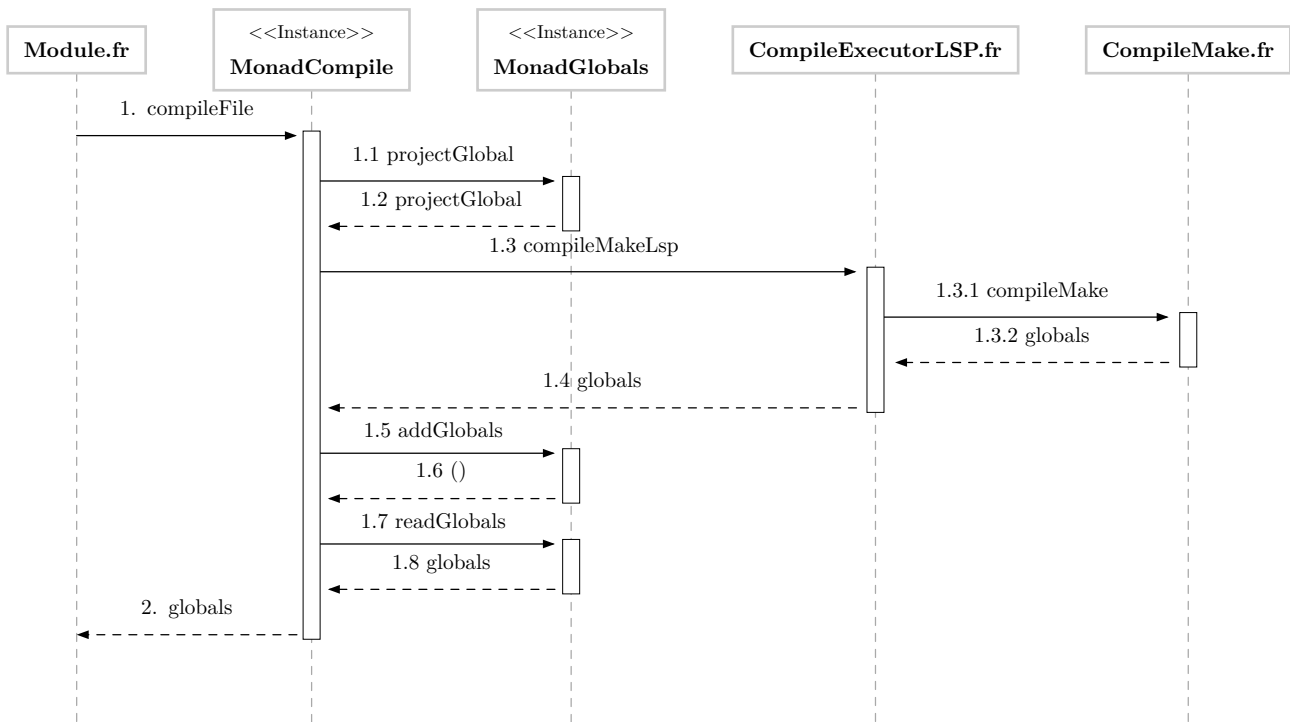 Module.fr
<<Instance>>
MonadCompile
<<Instance>>
MonadGlobals
CompileExecutorLSP.fr
CompileMake.fr
1. compileFile
1.1 projectGlobal
1.2 projectGlobal
1.3 compileMakeLsp
1.3.1 compileMake
1.3.2 globals
1.4 globals
1.5 addGlobals
1.6 ()
1.7 readGlobals
1.8 globals
2. globals